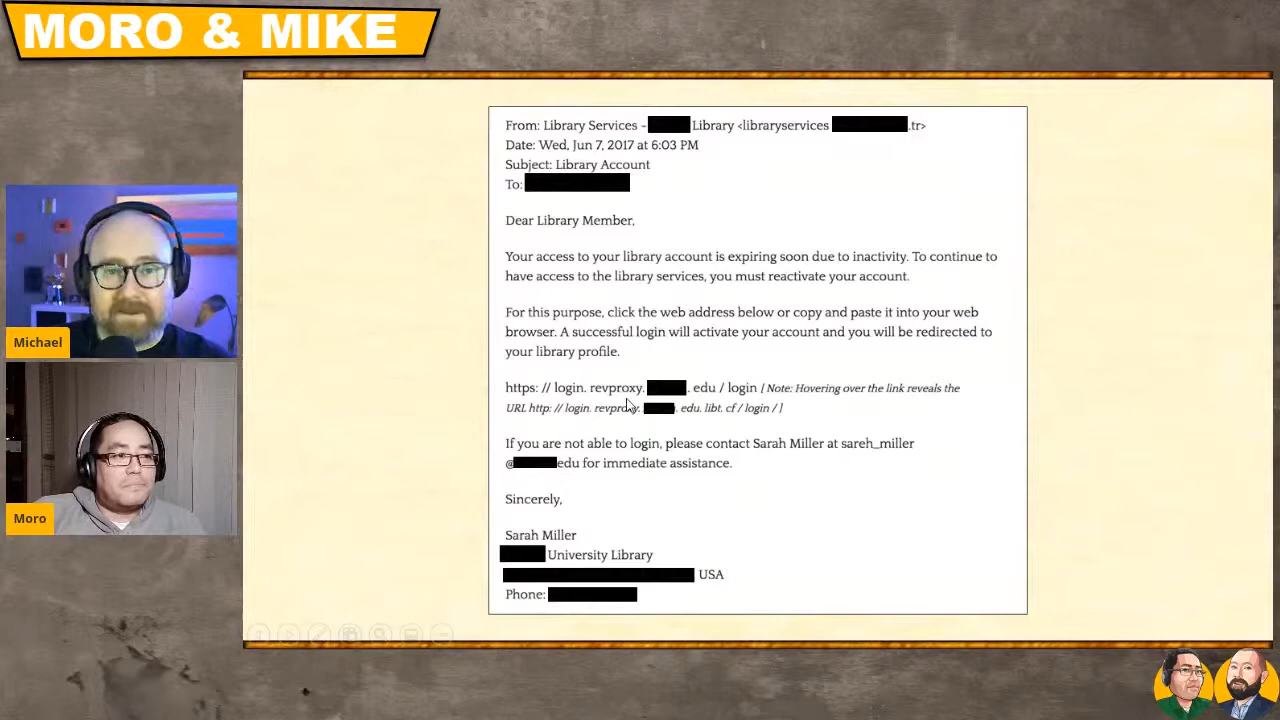 MORO & MIKE
From: Library Services - Library <libraryservices .tr>
Date: Wed, Jun 7, 2017 at 6:03 PM
Subject: Library Account
To:
Dear Library Member,
Your access to your library account is expiring soon due to inactivity. To continue to
have access to the library services, you must reactivate your account.
For this purpose, click the web address below or copy and paste it into your web
browser. A successful login will activate your account and you will be redirected to
your library profile.
https: // login. revproxy. . edu / login [ Note: Hovering over the link reveals the
URL http: // login. revproxy. . edu. libt. cf / login / ]
If you are not able to login, please contact Sarah Miller at sareh_miller
@ edu for immediate assistance.
Sincerely,
Sarah Miller
University Library
USA
Phone:
Michael
Moro